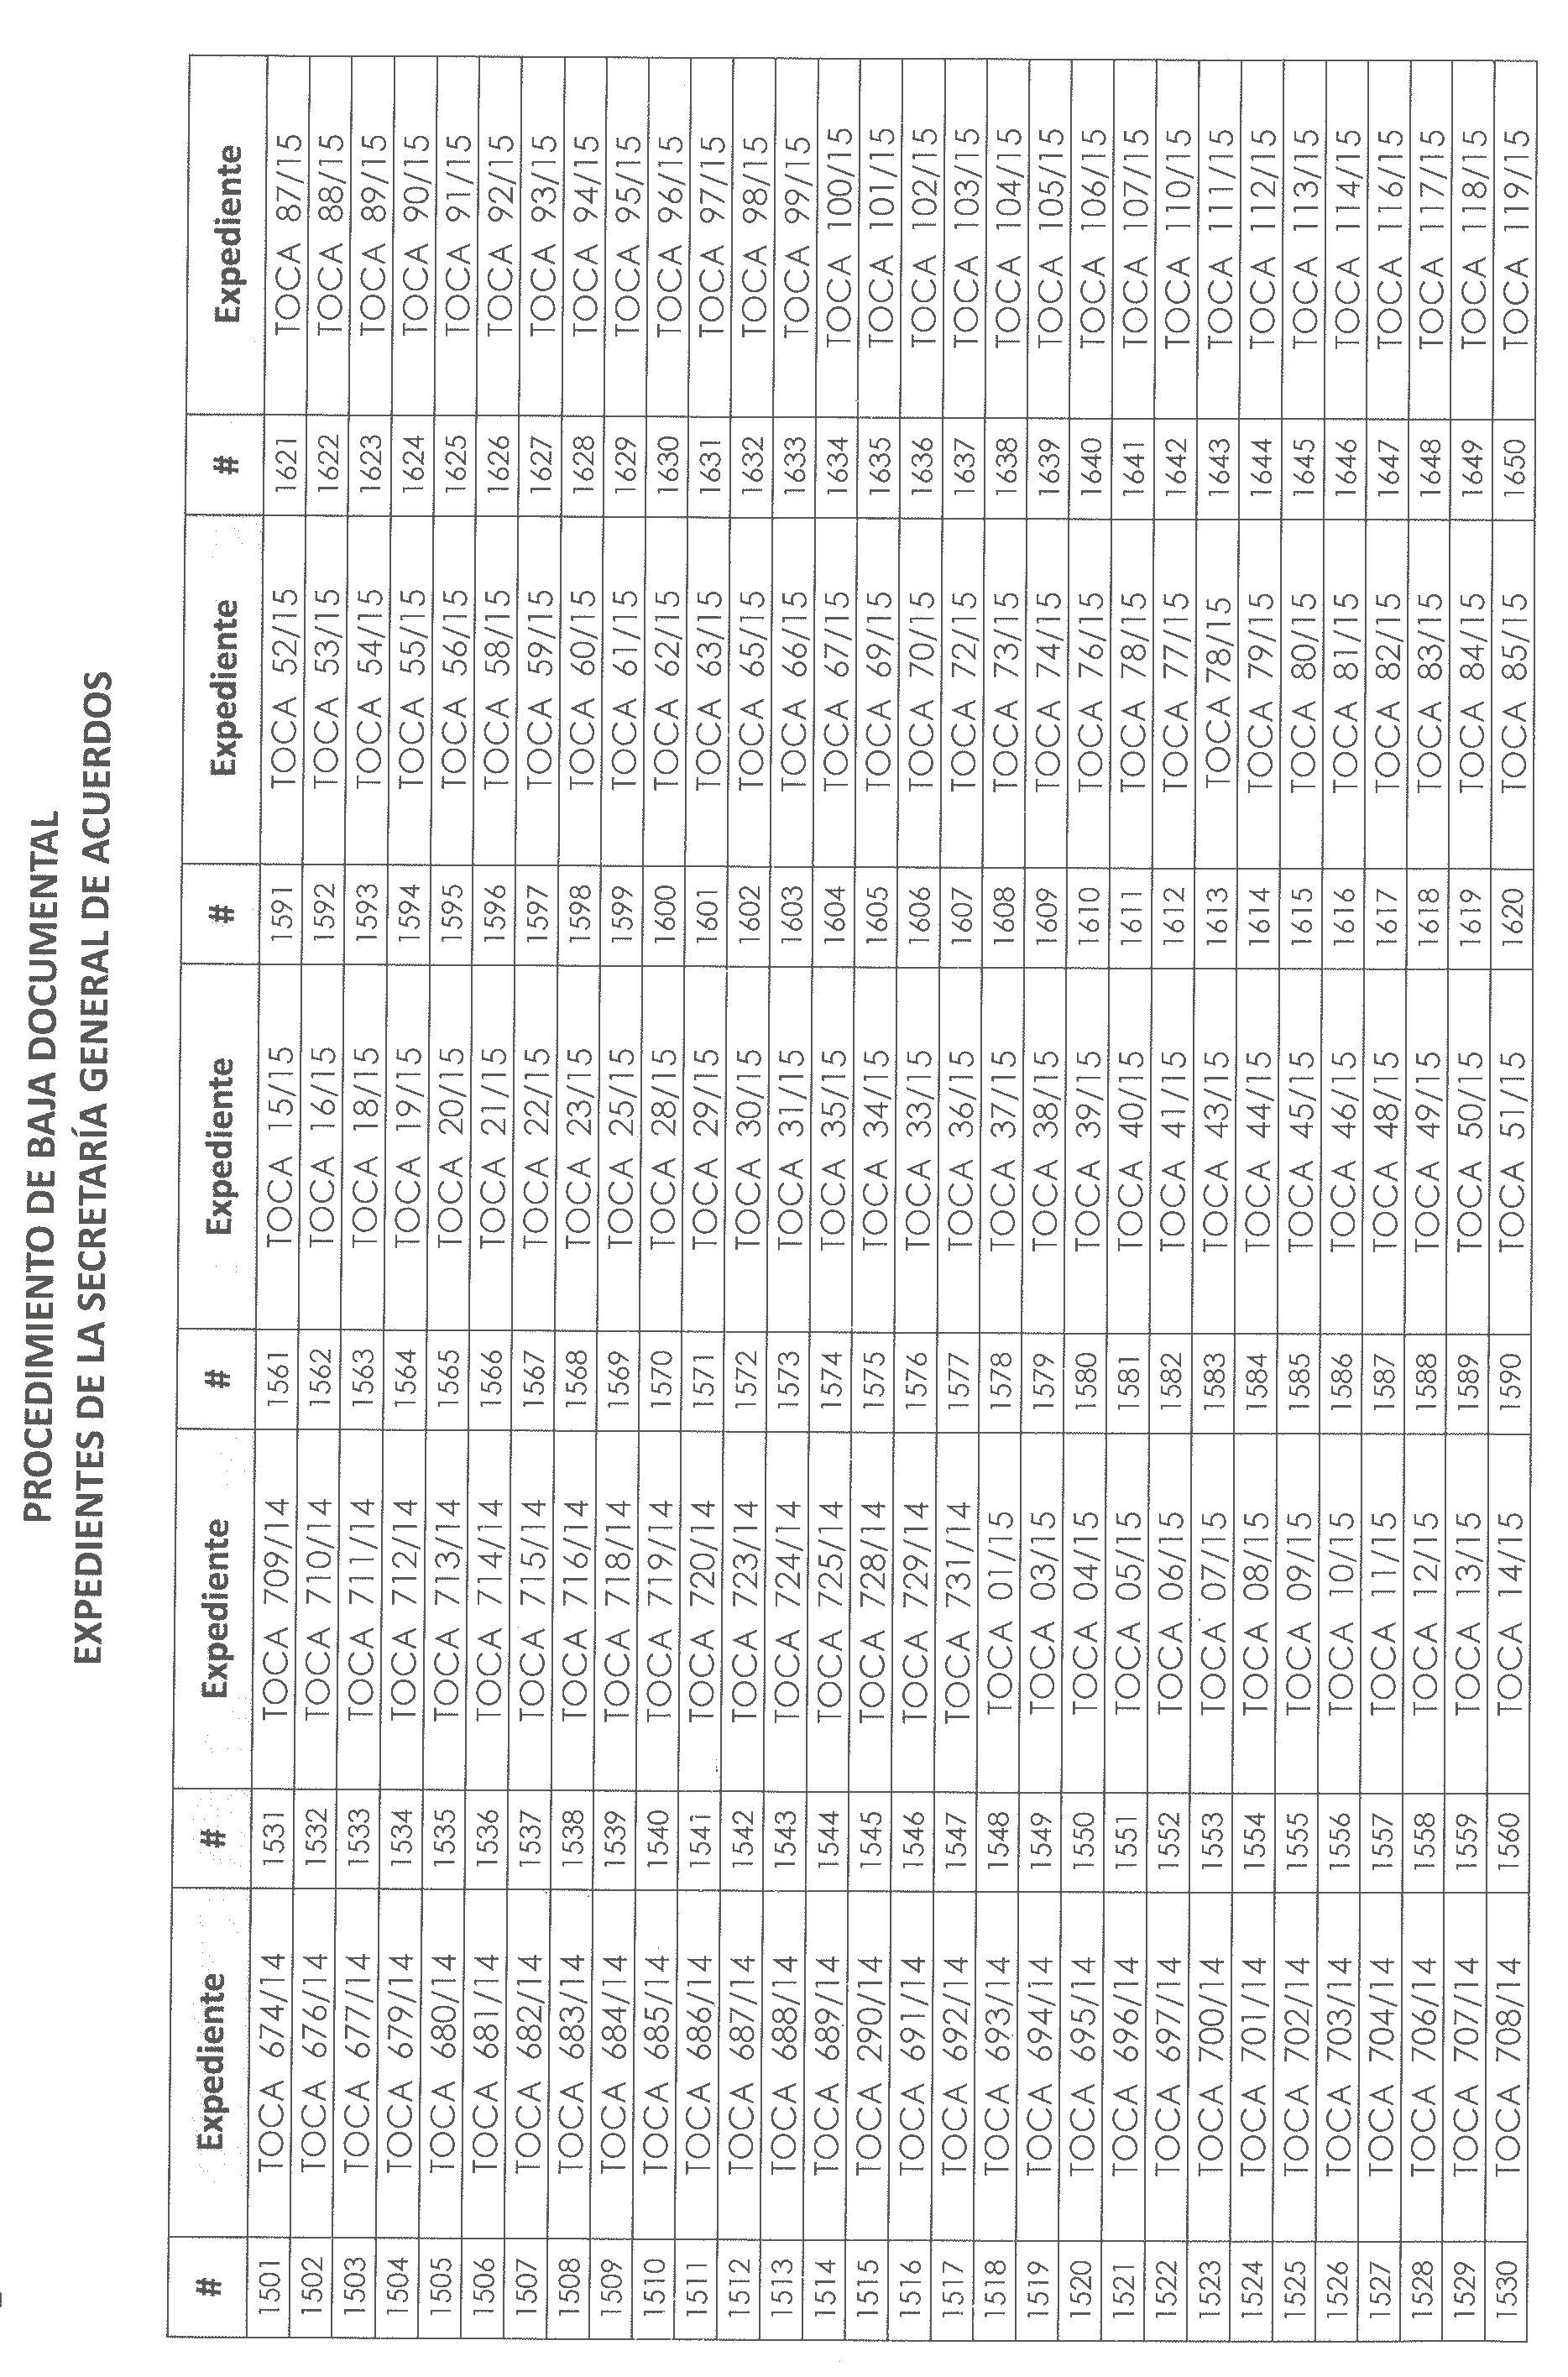 PROCEDIMIENTO DE BAJA DOCUMENTAL
EXPEDIENTES DE LA SECRETARÍA GENERAL DE ACUERDOS
# Expediente # Expediente # Expediente # Expediente # Expediente
1501 TOCA 674/14 1531 TOCA 709/14 1561 TOCA 15/15 1591 TOCA 52/15 1621 TOCA 87/15
1502 TOCA 676/14 1532 TOCA 710/14 1562 TOCA 16/15 1592 TOCA 53/15 1622 TOCA 88/15
1503 TOCA 677/14 1533 TOCA 711/14 1563 TOCA 18/15 1593 TOCA 54/15 1623 TOCA 89/15
1504 TOCA 679/14 1534 TOCA 712/14 1564 TOCA 19/15 1594 TOCA 55/15 1624 TOCA 90/15
1505 TOCA 680/14 1535 TOCA 713/14 1565 TOCA 20/15 1595 TOCA 56/15 1625 TOCA 91/15
1506 TOCA 681/14 1536 TOCA 714/14 1566 TOCA 21/15 1596 TOCA 58/15 1626 TOCA 92/15
1507 TOCA 682/14 1537 TOCA 715/14 1567 TOCA 22/15 1597 TOCA 59/15 1627 TOCA 93/15
1508 TOCA 683/14 1538 TOCA 716/14 1568 TOCA 23/15 1598 TOCA 60/15 1628 TOCA 94/15
1509 TOCA 684/14 1539 TOCA 718/14 1569 TOCA 25/15 1599 TOCA 61/15 1629 TOCA 95/15
1510 TOCA 685/14 1540 TOCA 719/14 1570 TOCA 28/15 1600 TOCA 62/15 1630 TOCA 96/15
1511 TOCA 686/14 1541 TOCA 720/14 1571 TOCA 29/15 1601 TOCA 63/15 1631 TOCA 97/15
1512 TOCA 687/14 1542 TOCA 723/14 1572 TOCA 30/15 1602 TOCA 65/15 1632 TOCA 98/15
1513 TOCA 688/14 1543 TOCA 724/14 1573 TOCA 31/15 1603 TOCA 66/15 1633 TOCA 99/15
1514 TOCA 689/14 1544 TOCA 725/14 1574 TOCA 35/15 1604 TOCA 67/15 1634 TOCA 100/15
1515 TOCA 290/14 1545 TOCA 728/14 1575 TOCA 34/15 1605 TOCA 69/15 1635 TOCA 101/15
1516 TOCA 691/14 1546 TOCA 729/14 1576 TOCA 33/15 1606 TOCA 70/15 1636 TOCA 102/15
1517 TOCA 692/14 1547 TOCA 731/14 1577 TOCA 36/15 1607 TOCA 72/15 1637 TOCA 103/15
1518 TOCA 693/14 1548 TOCA 01/15 1578 TOCA 37/15 1608 TOCA 73/15 1638 TOCA 104/15
1519 TOCA 694/14 1549 TOCA 03/15 1579 TOCA 38/15 1609 TOCA 74/15 1639 TOCA 105/15
1520 TOCA 695/14 1550 TOCA 04/15 1580 TOCA 39/15 1610 TOCA 76/15 1640 TOCA 106/15
1521 TOCA 696/14 1551 TOCA 05/15 1581 TOCA 40/15 1611 TOCA 78/15 1641 TOCA 107/15
1522 TOCA 697/14 1552 TOCA 06/15 1582 TOCA 41/15 1612 TOCA 77/15 1642 TOCA 110/15
1523 TOCA 700/14 1553 TOCA 07/15 1583 TOCA 43/15 1613 TOCA 78/15 1643 TOCA 111/15
1524 TOCA 701/14 1554 TOCA 08/15 1584 TOCA 44/15 1614 TOCA 79/15 1644 TOCA 112/15
1525 TOCA 702/14 1555 TOCA 09/15 1585 TOCA 45/15 1615 TOCA 80/15 1645 TOCA 113/15
1526 TOCA 703/14 1556 TOCA 10/15 1586 TOCA 46/15 1616 TOCA 81/15 1646 TOCA 114/15
1527 TOCA 704/14 1557 TOCA 11/15 1587 TOCA 48/15 1617 TOCA 82/15 1647 TOCA 116/15
1528 TOCA 706/14 1558 TOCA 12/15 1588 TOCA 49/15 1618 TOCA 83/15 1648 TOCA 117/15
1529 TOCA 707/14 1559 TOCA 13/15 1589 TOCA 50/15 1619 TOCA 84/15 1649 TOCA 118/15
1530 TOCA 708/14 1560 TOCA 14/15 1590 TOCA 51/15 1620 TOCA 85/15 1650 TOCA 119/15